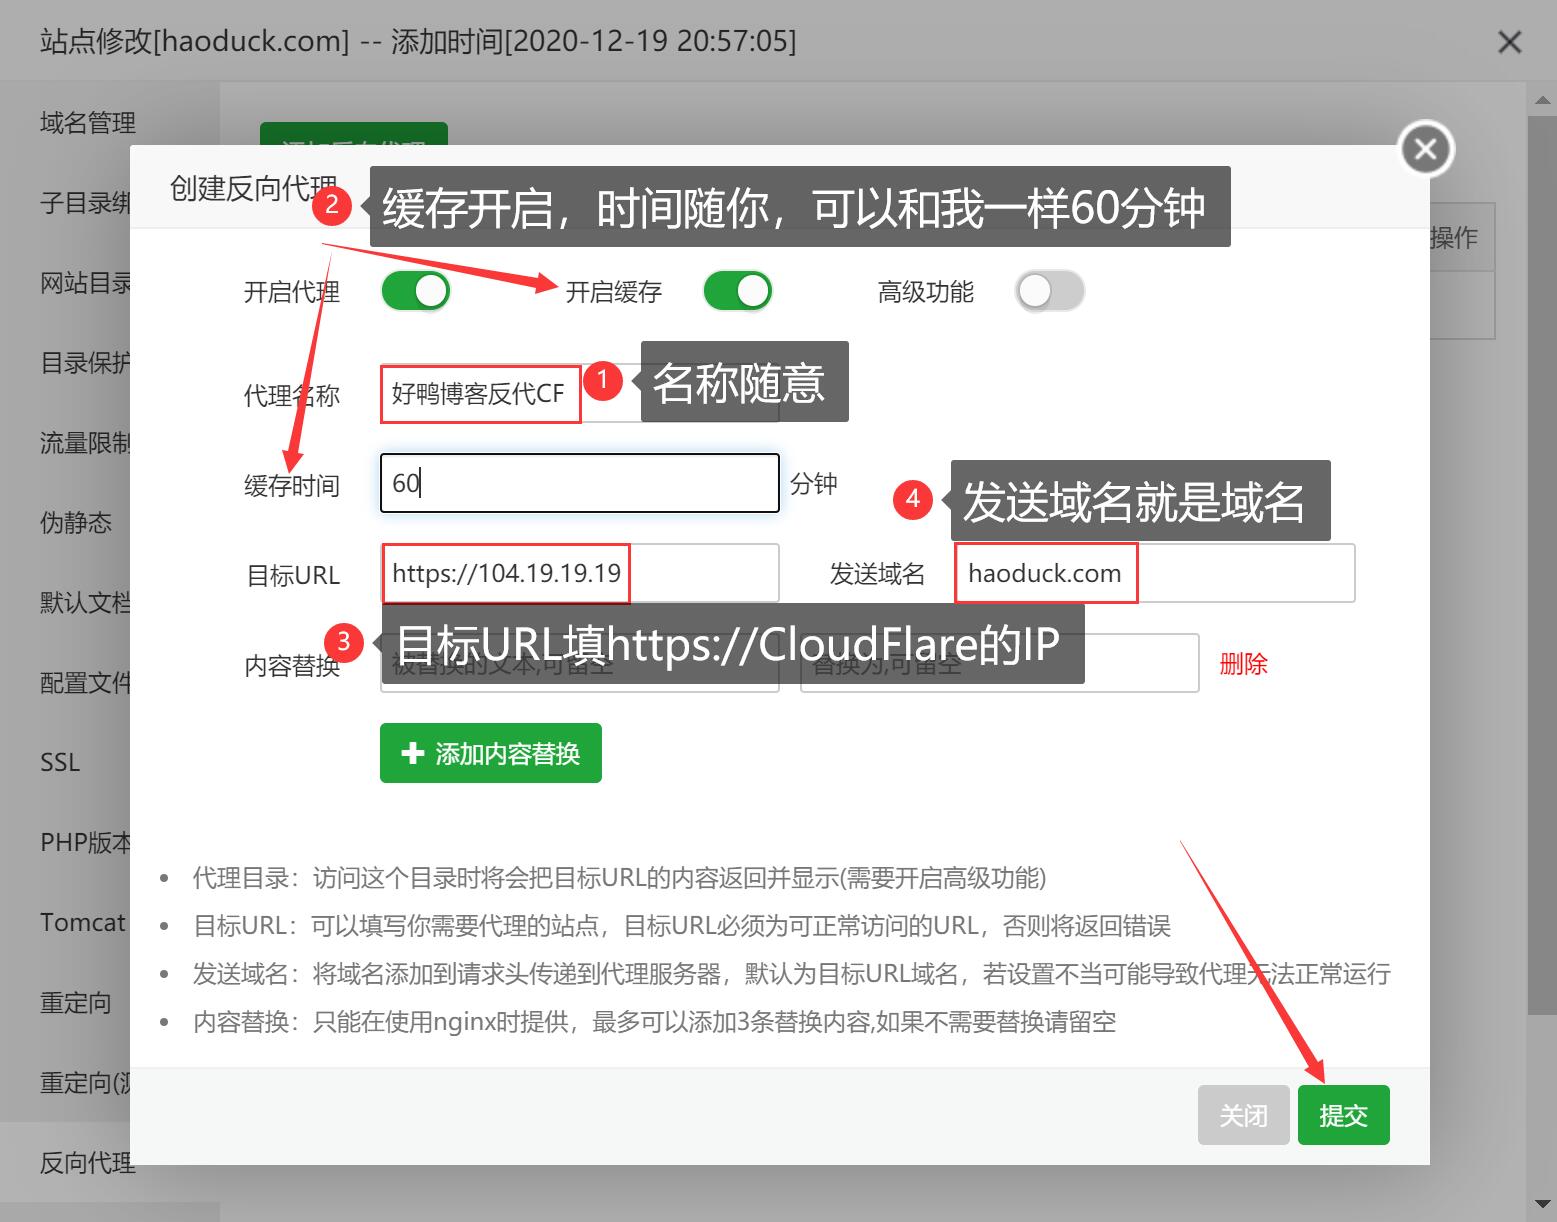 站点修改[haoduck.com] -- 添加时间[2020-12-19 20:57:05]
域名管理
子目录绑
网站目录
目录保护
流量限制
伪静态
默认文档
配置文件
SSL
PHP版本
Tomcat
重定向
重定向(测
反向代理
添加反向代理
操作
创建反向代理
2 缓存开启，时间随你，可以和我一样60分钟
开启代理 开启缓存 高级功能
代理名称 好鸭博客反代CF 1 名称随意
缓存时间 60 分钟
4 发送域名就是域名
目标URL https://104.19.19.19 发送域名 haoduck.com
3 目标URL填https://CloudFlare的IP
内容替换 被替换的文本,可留空 替换为,可留空 删除
添加内容替换
代理目录：访问这个目录时将会把目标URL的内容返回并显示(需要开启高级功能)
目标URL：可以填写你需要代理的站点，目标URL必须为可正常访问的URL，否则将返回错误
发送域名：将域名添加到请求头传递到代理服务器，默认为目标URL域名，若设置不当可能导致代理无法正常运行
内容替换：只能在使用nginx时提供，最多可以添加3条替换内容,如果不需要替换请留空
关闭 提交